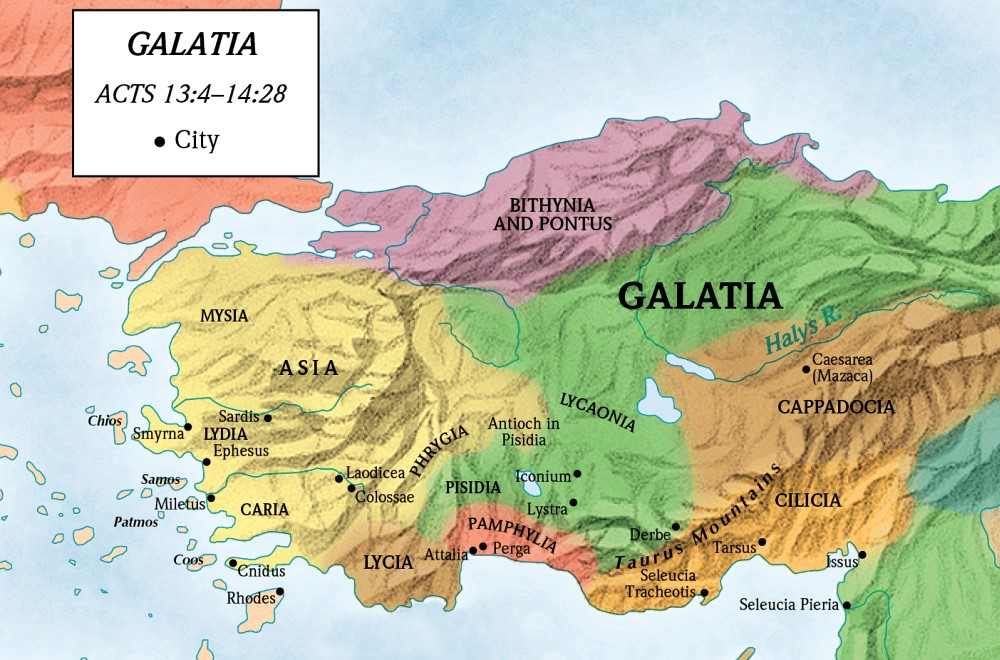 GALATIA
ACTS 13:4–14:28
City
BITHYNIA
AND PONTUS
GALATIA
MYSIA
Halys R.
ASIA
Caesarea
(Mazaca)
CAPPADOCIA
LYCAONIA
Chios
Sardis
Smyrna
LYDIA
Ephesus
PHRYGIA
Antioch in
Pisidia
Samos
Laodicea
Colossae
PISIDIA
Iconium
Miletus
CARIA
Lystra
CILICIA
Patmos
PAMPHYLIA
Derbe
Taurus Mountains
Tarsus
Coos
Cnidus
LYCIA
Attalia
Perga
Issus
Rhodes
Seleucia
Tracheotis
Seleucia Pieria